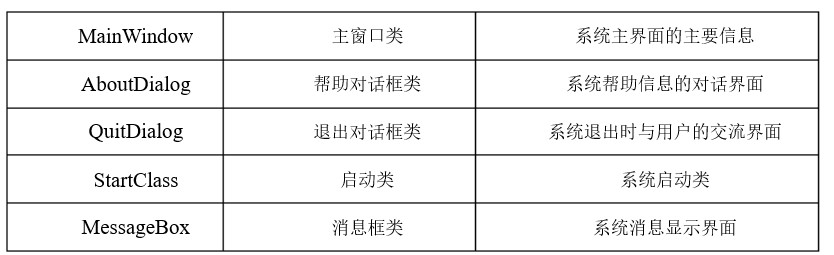 MainWindow 主窗口类 系统主界面的主要信息
AboutDialog 帮助对话框类 系统帮助信息的对话界面
QuitDialog 退出对话框类 系统退出时与用户的交流界面
StartClass 启动类 系统启动类
MessageBox 消息框类 系统消息显示界面